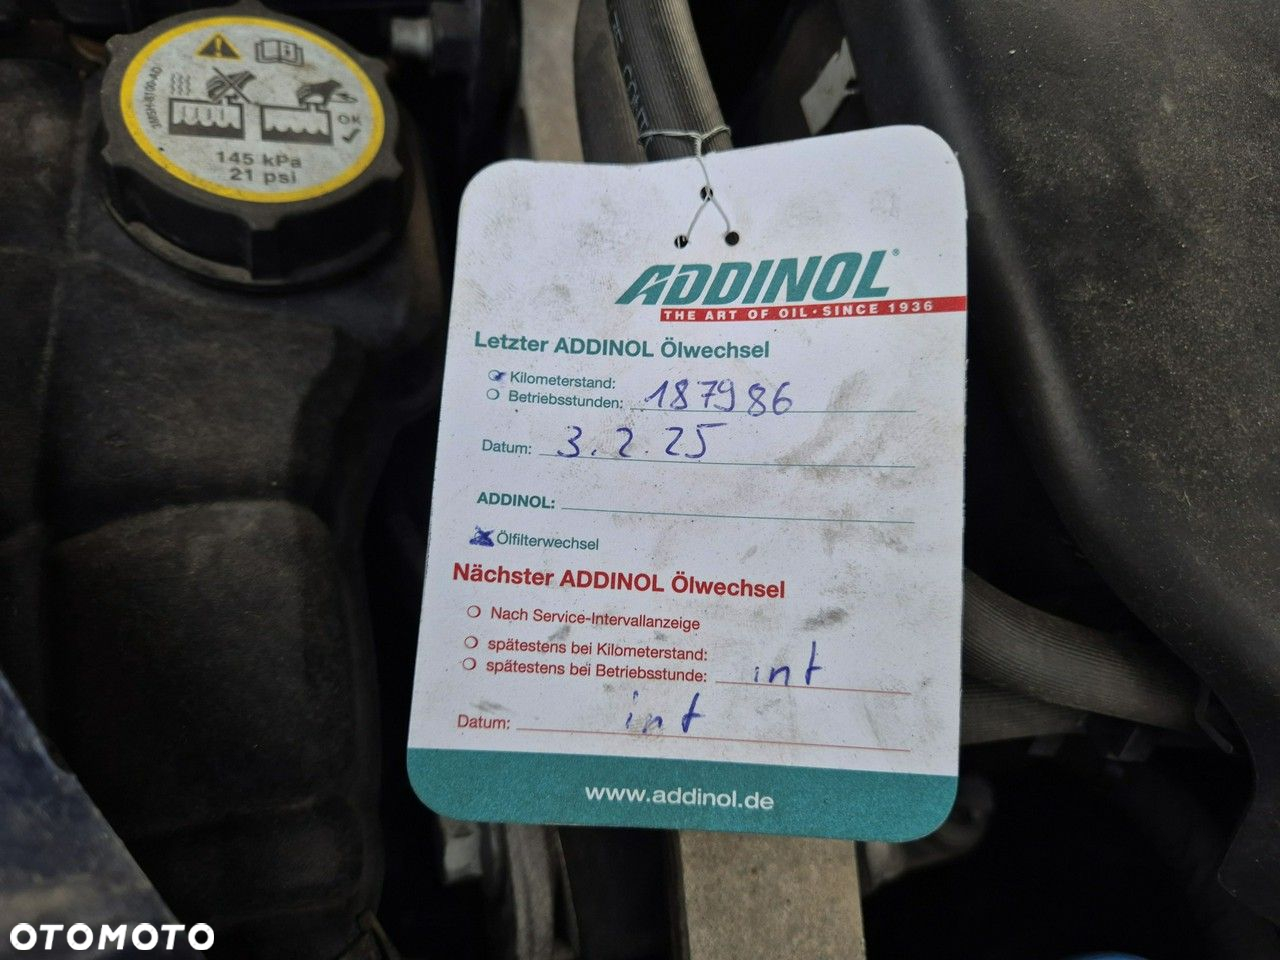 145 kPa
21 psi
OK
CONT
ADDINOL®
THE ART OF OIL · SINCE 1936
Letzter ADDINOL Ölwechsel
Kilometerstand:
Betriebsstunden: 187986
Datum: 3.2.25
ADDINOL:
Ölfilterwechsel
Nächster ADDINOL Ölwechsel
Nach Service-Intervallanzeige
spätestens bei Kilometerstand:
spätestens bei Betriebsstunde: int
Datum: int
www.addinol.de
OTOMOTO